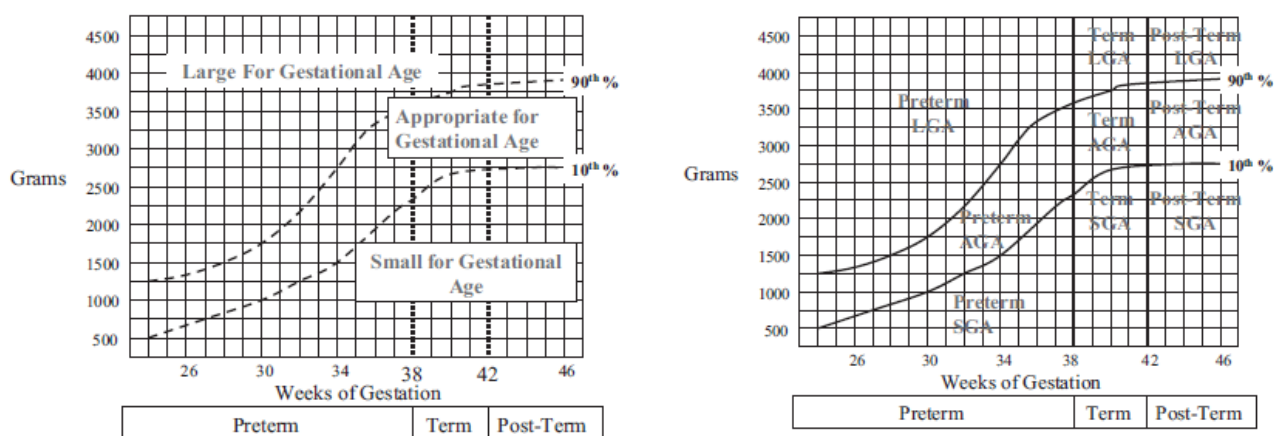 4500
4000
3500
3000
2500
2000
1500
1000
500
Grams
Large For Gestational Age
90th %
Appropriate for
Gestational Age
10th %
Small for Gestational
Age
26 30 34 38 42 46
Weeks of Gestation
Preterm Term Post-Term
4500
4000
3500
3000
2500
2000
1500
1000
500
Grams
Term
LGA
Post-Term
LGA
90th %
Preterm
LGA
Term
AGA
Post-Term
AGA
10th %
Preterm
AGA
Term
SGA
Post-Term
SGA
Preterm
SGA
26 30 34 38 42 46
Weeks of Gestation
Preterm Term Post-Term